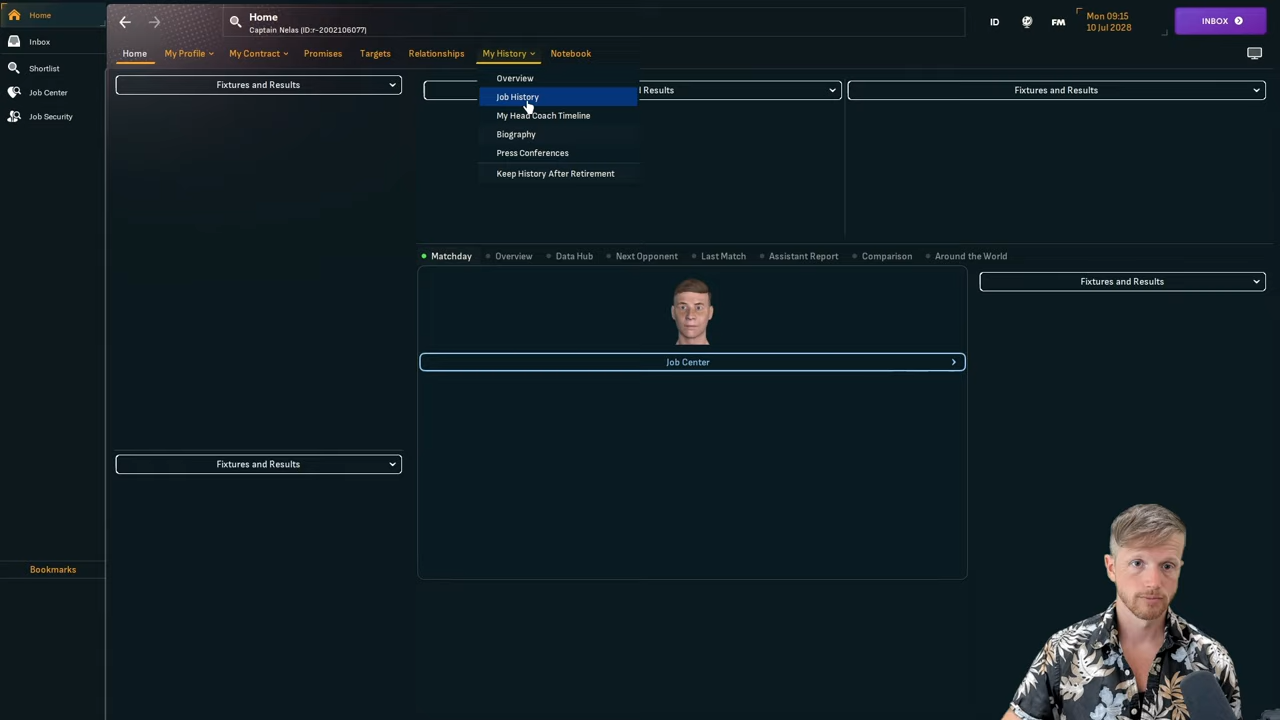 Home
Inbox
Shortlist
Job Center
Job Security
Bookmarks
Home
Captain Nelas (ID:r-2002106077)
ID
FM
Mon 09:15
10 Jul 2028
INBOX
Home
My Profile
My Contract
Promises
Targets
Relationships
My History
Notebook
Overview
Job History
My Head Coach Timeline
Biography
Press Conferences
Keep History After Retirement
Fixtures and Results
l Results
Fixtures and Results
Matchday
Overview
Data Hub
Next Opponent
Last Match
Assistant Report
Comparison
Around the World
Job Center
Fixtures and Results
Fixtures and Results